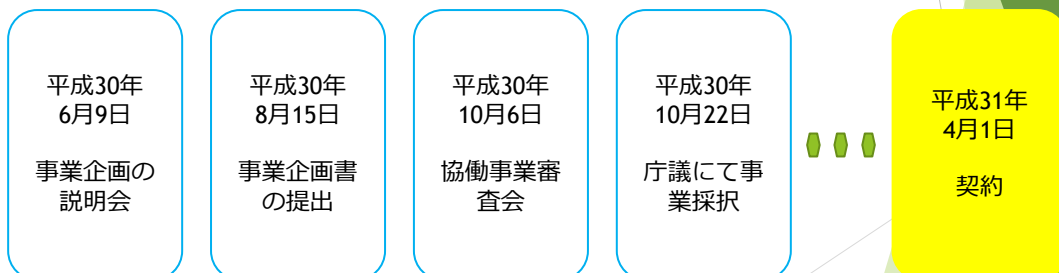 平成30年
6月9日
事業企画の
説明会
平成30年
8月15日
事業企画書
の提出
平成30年
10月6日
協働事業審
査会
平成30年
10月22日
庁議にて事
業採択
平成31年
4月1日
契約